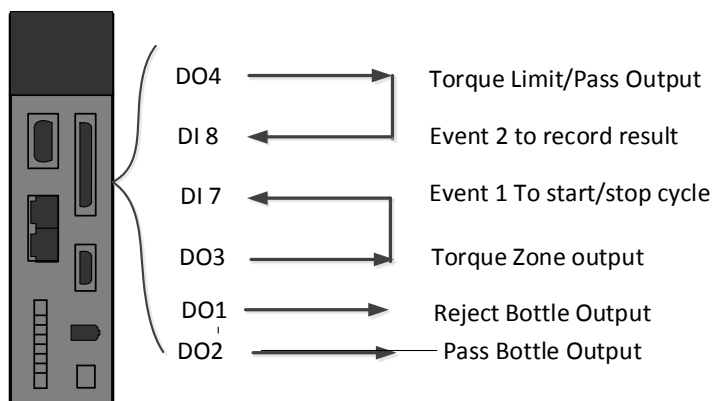 DO4 Torque Limit/Pass Output
DI 8 Event 2 to record result
DI 7 Event 1 To start/stop cycle
DO3 Torque Zone output
DO1 Reject Bottle Output
DO2 Pass Bottle Output